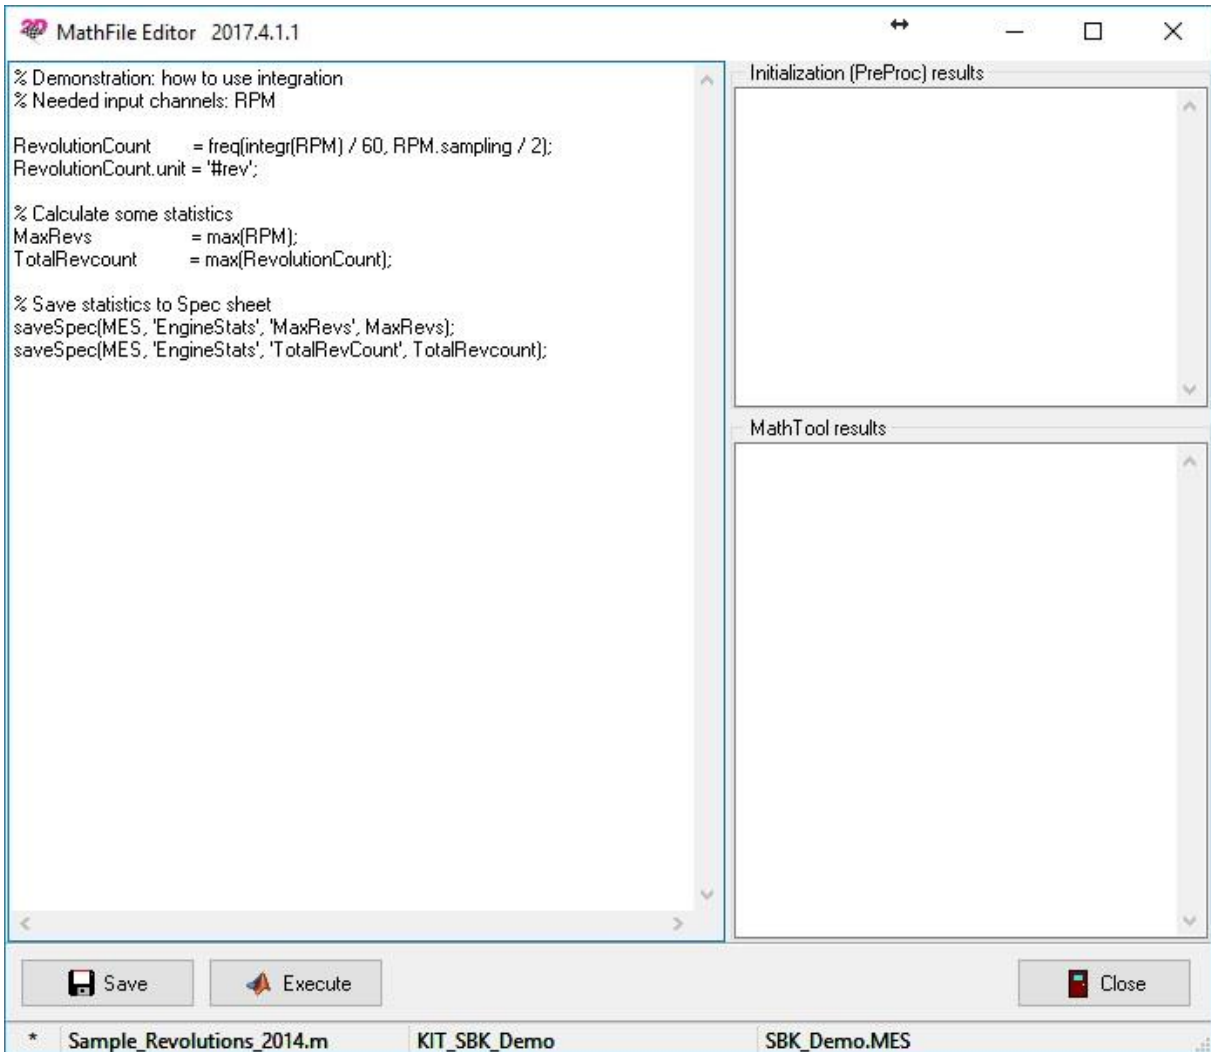 MathFile Editor 2017.4.1.1
% Demonstration: how to use integration
% Needed input channels: RPM
RevolutionCount = freq(integr(RPM) / 60, RPM.sampling / 2);
RevolutionCount.unit = '#rev';
% Calculate some statistics
MaxRevs = max(RPM);
TotalRevcount = max(RevolutionCount);
% Save statistics to Spec sheet
saveSpec(MES, 'EngineStats', 'MaxRevs', MaxRevs);
saveSpec(MES, 'EngineStats', 'TotalRevCount', TotalRevcount);
Initialization (PreProc) results
MathTool results
Save Execute Close
* Sample_Revolutions_2014.m KIT_SBK_Demo SBK_Demo.MES